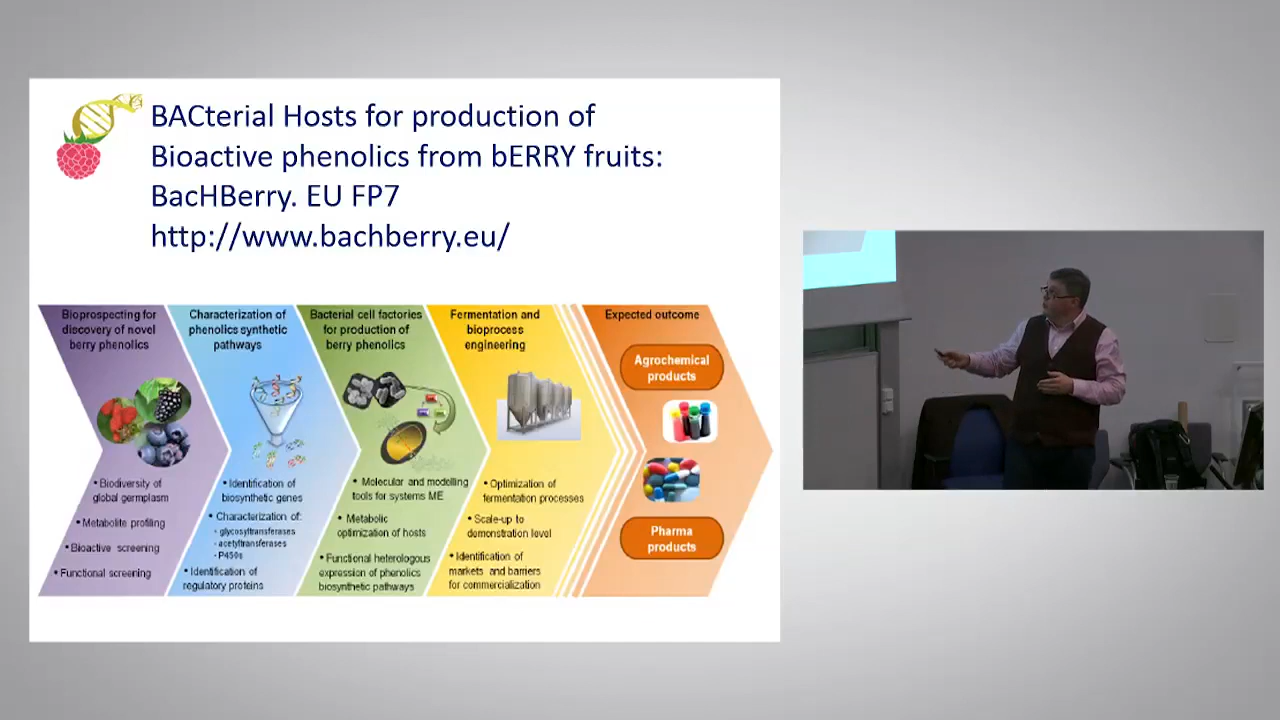 BACterial Hosts for production of
Bioactive phenolics from bERRY fruits:
BacHBerry. EU FP7
http://www.bachberry.eu/
Bioprospecting for
discovery of novel
berry phenolics
• Biodiversity of
global germplasm
• Metabolite profiling
• Bioactive screening
• Functional screening
Characterization of
phenolics synthetic
pathways
• Identification of
biosynthetic genes
• Characterization of:
- glycosyltransferases
- acetyltransferases
- P450s
• Identification of
regulatory proteins
Bacterial cell factories
for production of
berry phenolics
• Molecular and modelling
tools for systems ME
• Metabolic
optimization of hosts
• Functional heterologous
expression of phenolics
biosynthetic pathways
Fermentation and
bioprocess
engineering
• Optimization of
fermentation processes
• Scale-up to
demonstration level
• Identification of
markets and barriers
for commercialization
Expected outcome
Agrochemical
products
Pharma
products